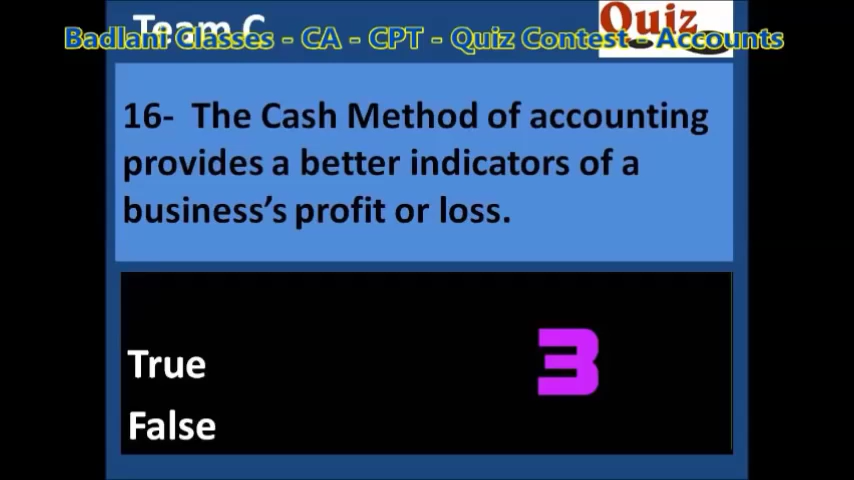 Team C
Quiz
Badlani Classes - CA - CPT - Quiz Contest - Accounts
16- The Cash Method of accounting
provides a better indicators of a
business’s profit or loss.
True
3
False